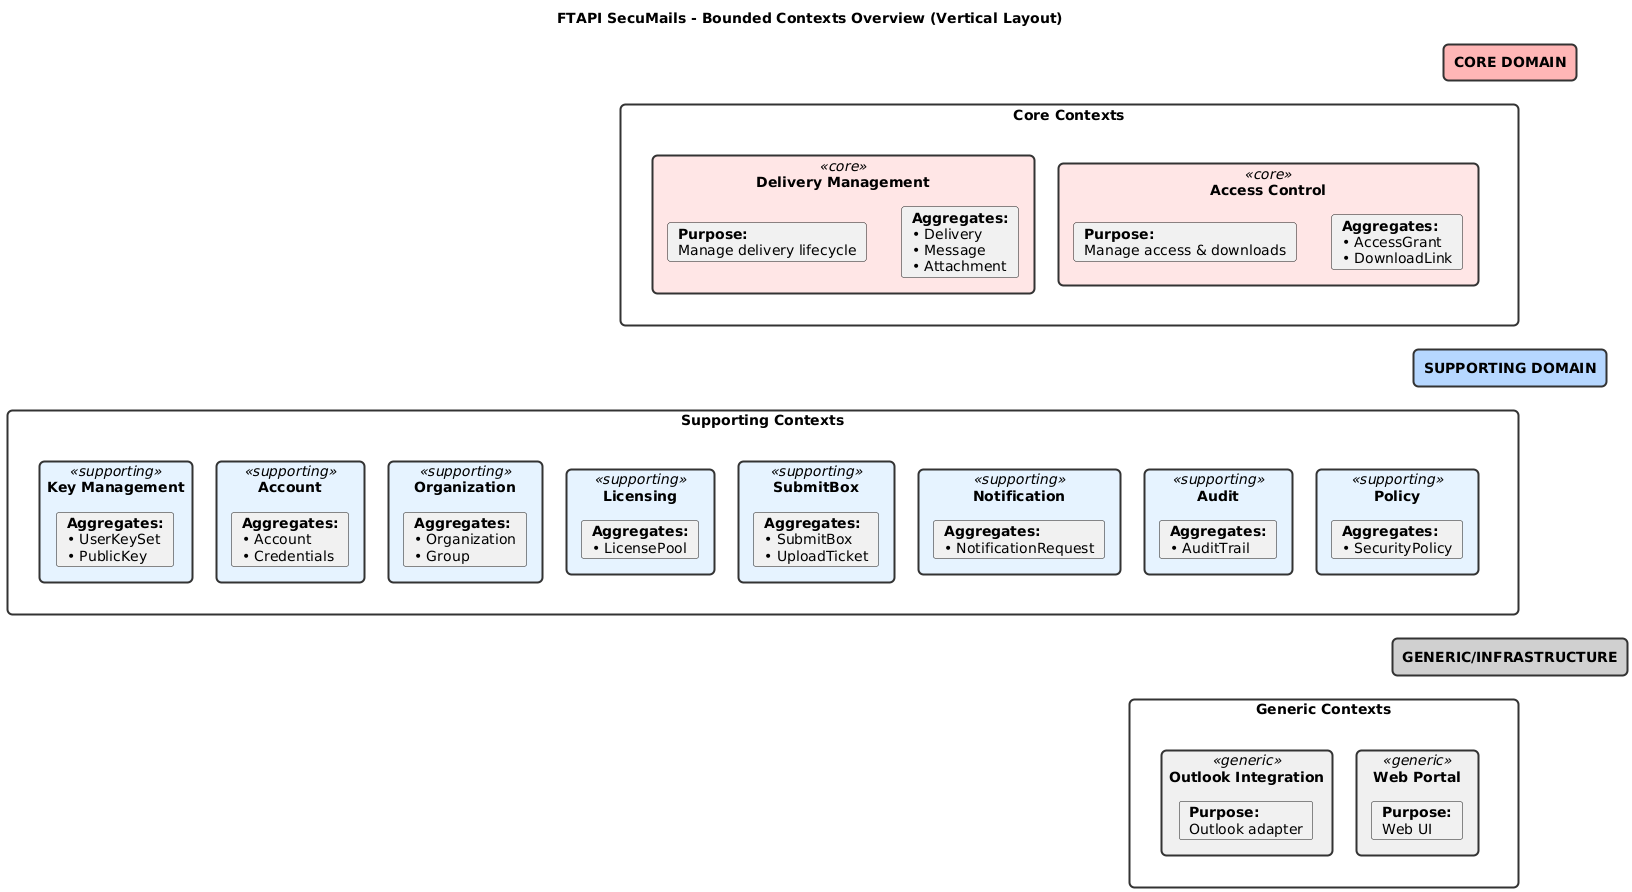 FTAPI SecuMails - Bounded Contexts Overview (Vertical Layout)
CORE DOMAIN
Core Contexts
«core»
Delivery Management
Purpose:
Manage delivery lifecycle
Aggregates:
• Delivery
• Message
• Attachment
«core»
Access Control
Purpose:
Manage access & downloads
Aggregates:
• AccessGrant
• DownloadLink
SUPPORTING DOMAIN
Supporting Contexts
«supporting»
Key Management
Aggregates:
• UserKeySet
• PublicKey
«supporting»
Account
Aggregates:
• Account
• Credentials
«supporting»
Organization
Aggregates:
• Organization
• Group
«supporting»
Licensing
Aggregates:
• LicensePool
«supporting»
SubmitBox
Aggregates:
• SubmitBox
• UploadTicket
«supporting»
Notification
Aggregates:
• NotificationRequest
«supporting»
Audit
Aggregates:
• AuditTrail
«supporting»
Policy
Aggregates:
• SecurityPolicy
GENERIC/INFRASTRUCTURE
Generic Contexts
«generic»
Outlook Integration
Purpose:
Outlook adapter
«generic»
Web Portal
Purpose:
Web UI